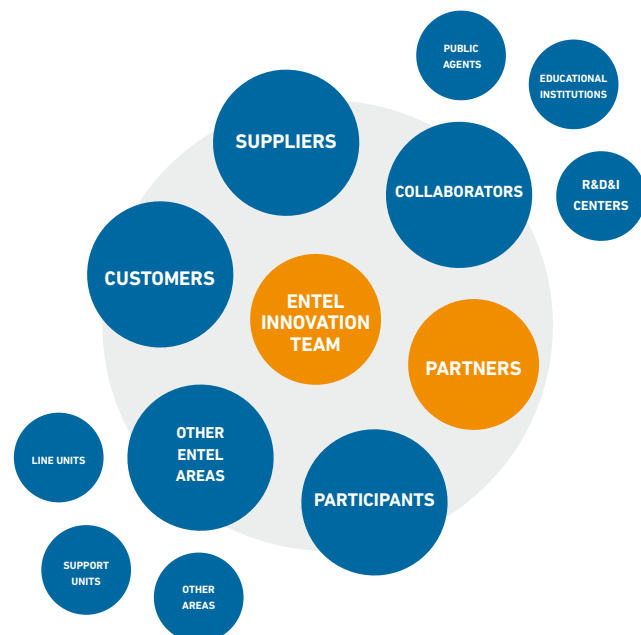 PUBLIC
AGENTS
EDUCATIONAL
INSTITUTIONS
SUPPLIERS
COLLABORATORS
R&D&I
CENTERS
CUSTOMERS
ENTEL
INNOVATION
TEAM
PARTNERS
OTHER
ENTEL
AREAS
LINE UNITS
PARTICIPANTS
SUPPORT
UNITS
OTHER
AREAS